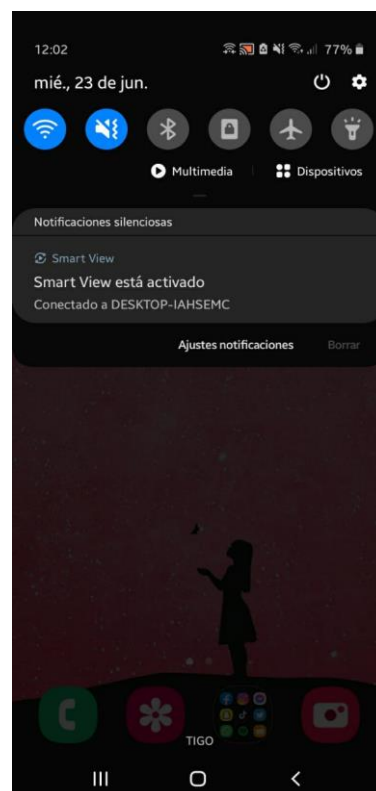 12:02 77%
mié., 23 de jun.
Multimedia Dispositivos
Notificaciones silenciosas
Smart View
Smart View está activado
Conectado a DESKTOP-IAHSEMC
Ajustes notificaciones Borrar
TIGO